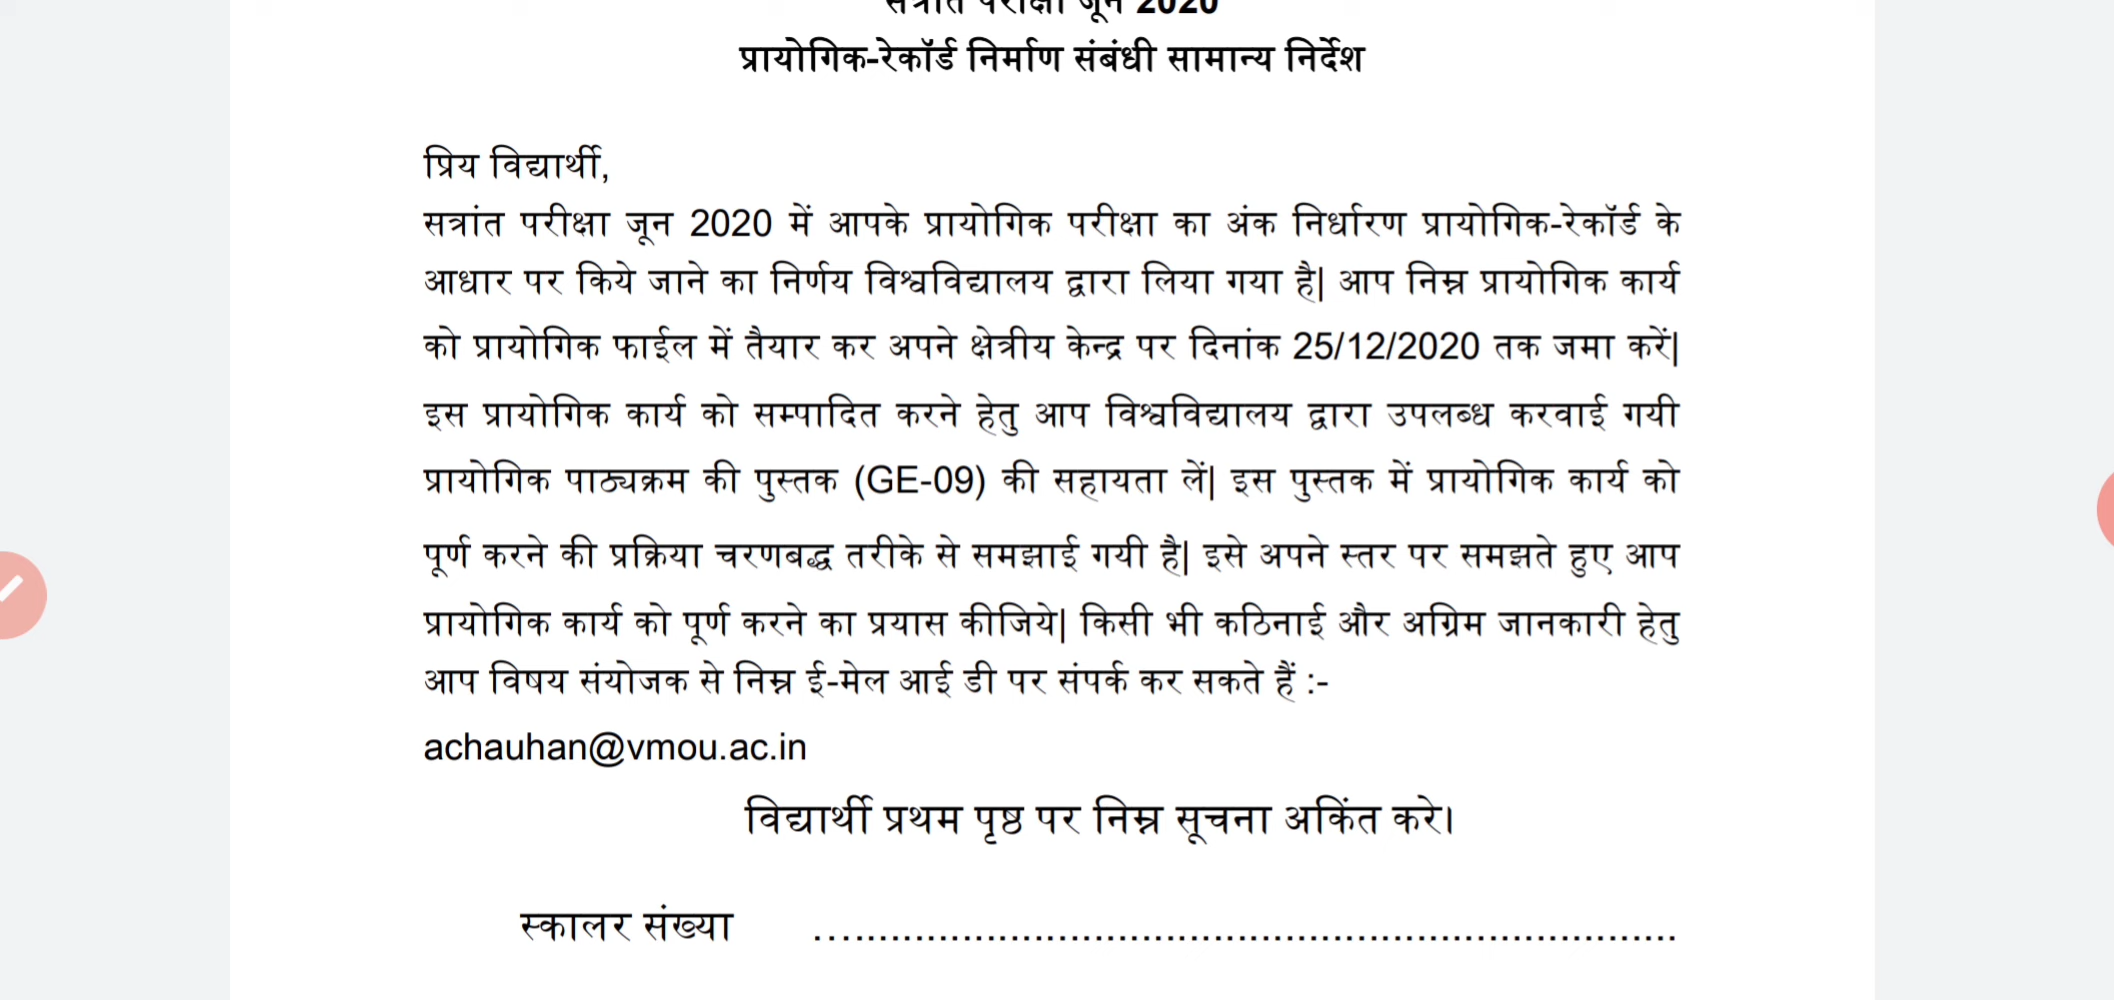 सत्रांत परीक्षा जून 2020
प्रायोगिक-रेकॉर्ड निर्माण संबंधी सामान्य निर्देश
प्रिय विद्यार्थी,
सत्रांत परीक्षा जून 2020 में आपके प्रायोगिक परीक्षा का अंक निर्धारण प्रायोगिक-रेकॉर्ड के
आधार पर किये जाने का निर्णय विश्वविद्यालय द्वारा लिया गया है| आप निम्न प्रायोगिक कार्य
को प्रायोगिक फाईल में तैयार कर अपने क्षेत्रीय केन्द्र पर दिनांक 25/12/2020 तक जमा करें|
इस प्रायोगिक कार्य को सम्पादित करने हेतु आप विश्वविद्यालय द्वारा उपलब्ध करवाई गयी
प्रायोगिक पाठ्यक्रम की पुस्तक (GE-09) की सहायता लें| इस पुस्तक में प्रायोगिक कार्य को
पूर्ण करने की प्रक्रिया चरणबद्ध तरीके से समझाई गयी है| इसे अपने स्तर पर समझते हुए आप
प्रायोगिक कार्य को पूर्ण करने का प्रयास कीजिये| किसी भी कठिनाई और अग्रिम जानकारी हेतु
आप विषय संयोजक से निम्न ई-मेल आई डी पर संपर्क कर सकते हैं :-
achauhan@vmou.ac.in
विद्यार्थी प्रथम पृष्ठ पर निम्न सूचना अकिंत करे।
स्कालर संख्या ......................................................................